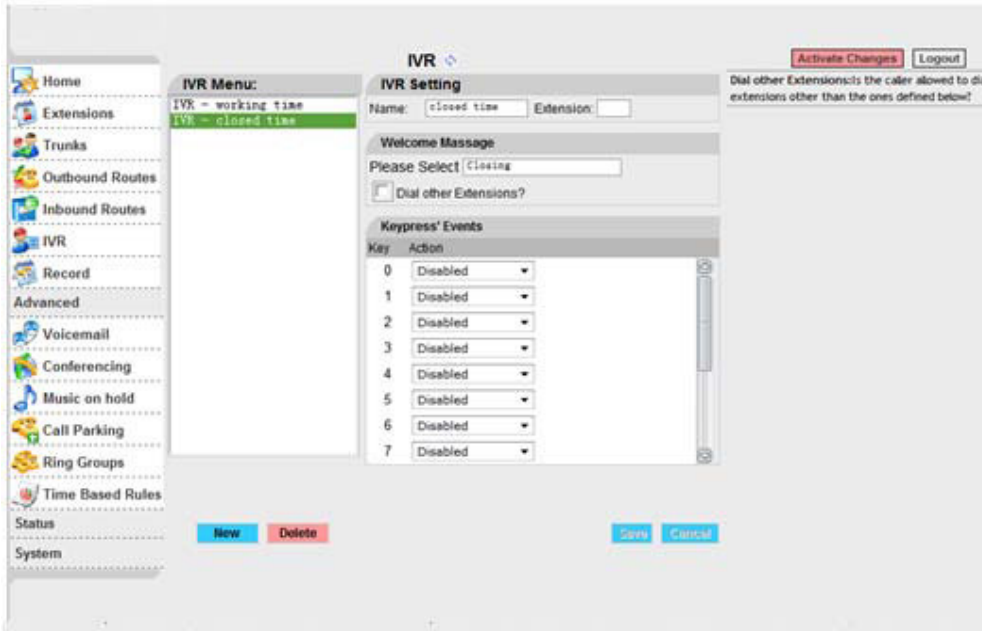 IVR
Activate Changes
Logout
Home
Extensions
Trunks
Outbound Routes
Inbound Routes
IVR
Record
Advanced
Voicemail
Conferencing
Music on hold
Call Parking
Ring Groups
Time Based Rules
Status
System
IVR Menu:
IVR - working time
IVR - closed time
New
Delete
IVR Setting
Name: closed time Extension:
Welcome Massage
Please Select Closing
Dial other Extensions?
Keypress' Events
Key Action
0 Disabled
1 Disabled
2 Disabled
3 Disabled
4 Disabled
5 Disabled
6 Disabled
7 Disabled
Save
Cancel
Dial other Extensions:Is the caller allowed to di
extensions other than the ones defined below?